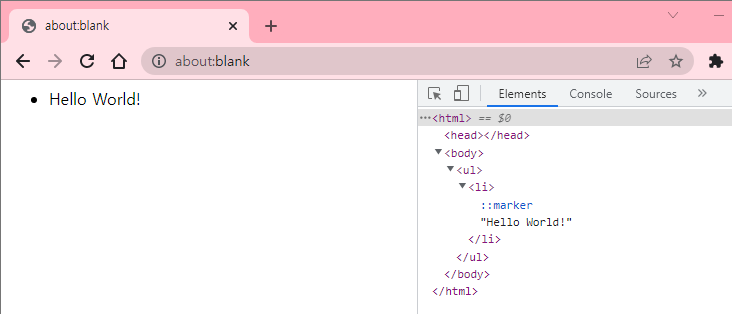 about:blank
about:blank
Hello World!
Elements Console Sources »
···<html> == $0
<head></head>
<body>
<ul>
<li>
::marker
"Hello World!"
</li>
</ul>
</body>
</html>